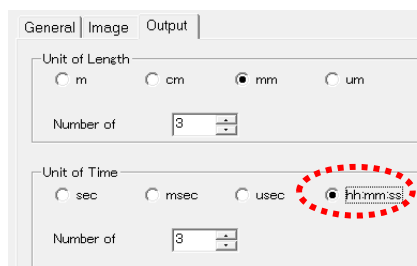 General Image Output
Unit of Length
m cm mm um
Number of 3
Unit of Time
sec msec usec hh:mm:ss
Number of 3